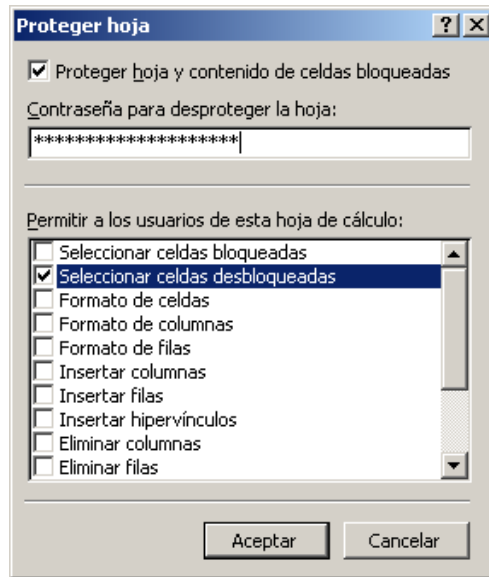 Proteger hoja
Proteger hoja y contenido de celdas bloqueadas
Contraseña para desproteger la hoja:
********************
Permitir a los usuarios de esta hoja de cálculo:
Seleccionar celdas bloqueadas
Seleccionar celdas desbloqueadas
Formato de celdas
Formato de columnas
Formato de filas
Insertar columnas
Insertar filas
Insertar hipervínculos
Eliminar columnas
Eliminar filas
Aceptar Cancelar